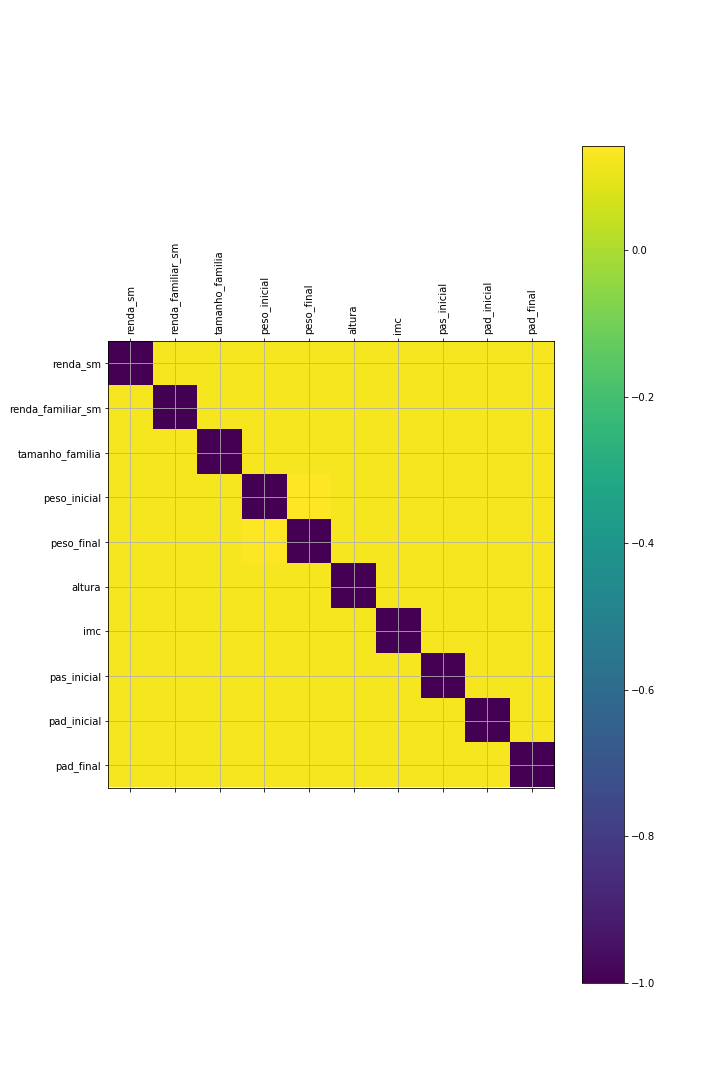 renda_sm
renda_familiar_sm
tamanho_familia
peso_inicial
peso_final
altura
imc
pas_inicial
pad_inicial
pad_final
renda_sm
renda_familiar_sm
tamanho_familia
peso_inicial
peso_final
altura
imc
pas_inicial
pad_inicial
pad_final
0.0
−0.2
−0.4
−0.6
−0.8
−1.0